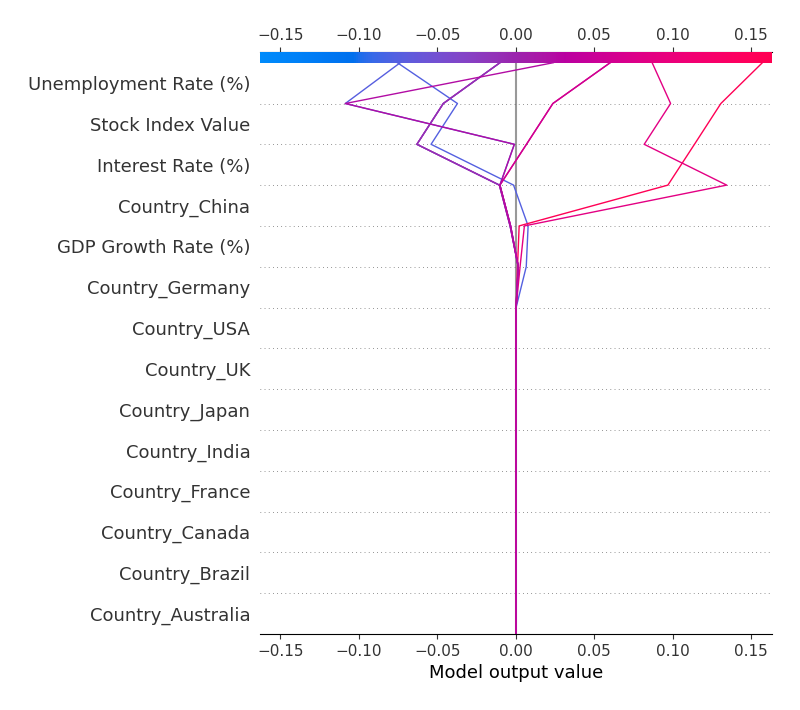 −0.15 −0.10 −0.05 0.00 0.05 0.10 0.15
Unemployment Rate (%)
Stock Index Value
Interest Rate (%)
Country_China
GDP Growth Rate (%)
Country_Germany
Country_USA
Country_UK
Country_Japan
Country_India
Country_France
Country_Canada
Country_Brazil
Country_Australia
−0.15 −0.10 −0.05 0.00 0.05 0.10 0.15
Model output value